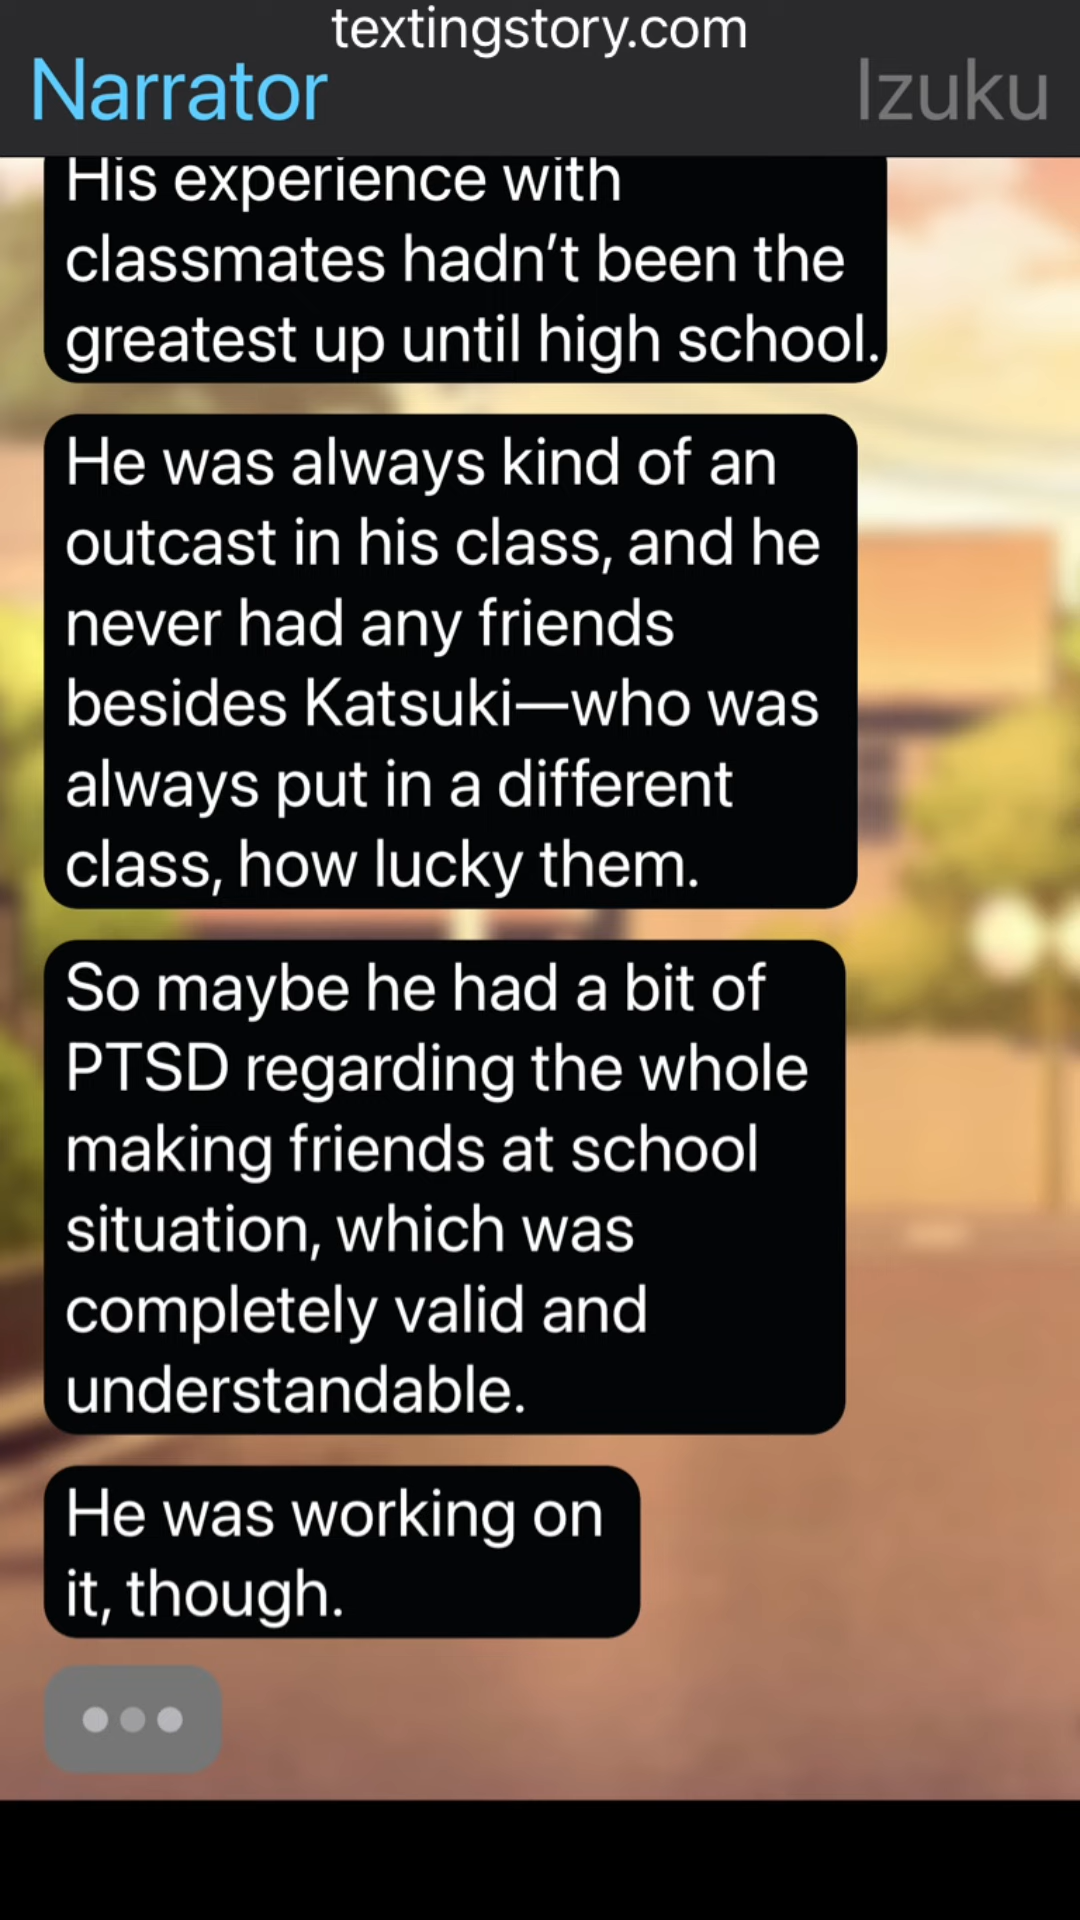 textingstory.com
Narrator
Izuku
His experience with
classmates hadn’t been the
greatest up until high school.
He was always kind of an
outcast in his class, and he
never had any friends
besides Katsuki—who was
always put in a different
class, how lucky them.
So maybe he had a bit of
PTSD regarding the whole
making friends at school
situation, which was
completely valid and
understandable.
He was working on
it, though.